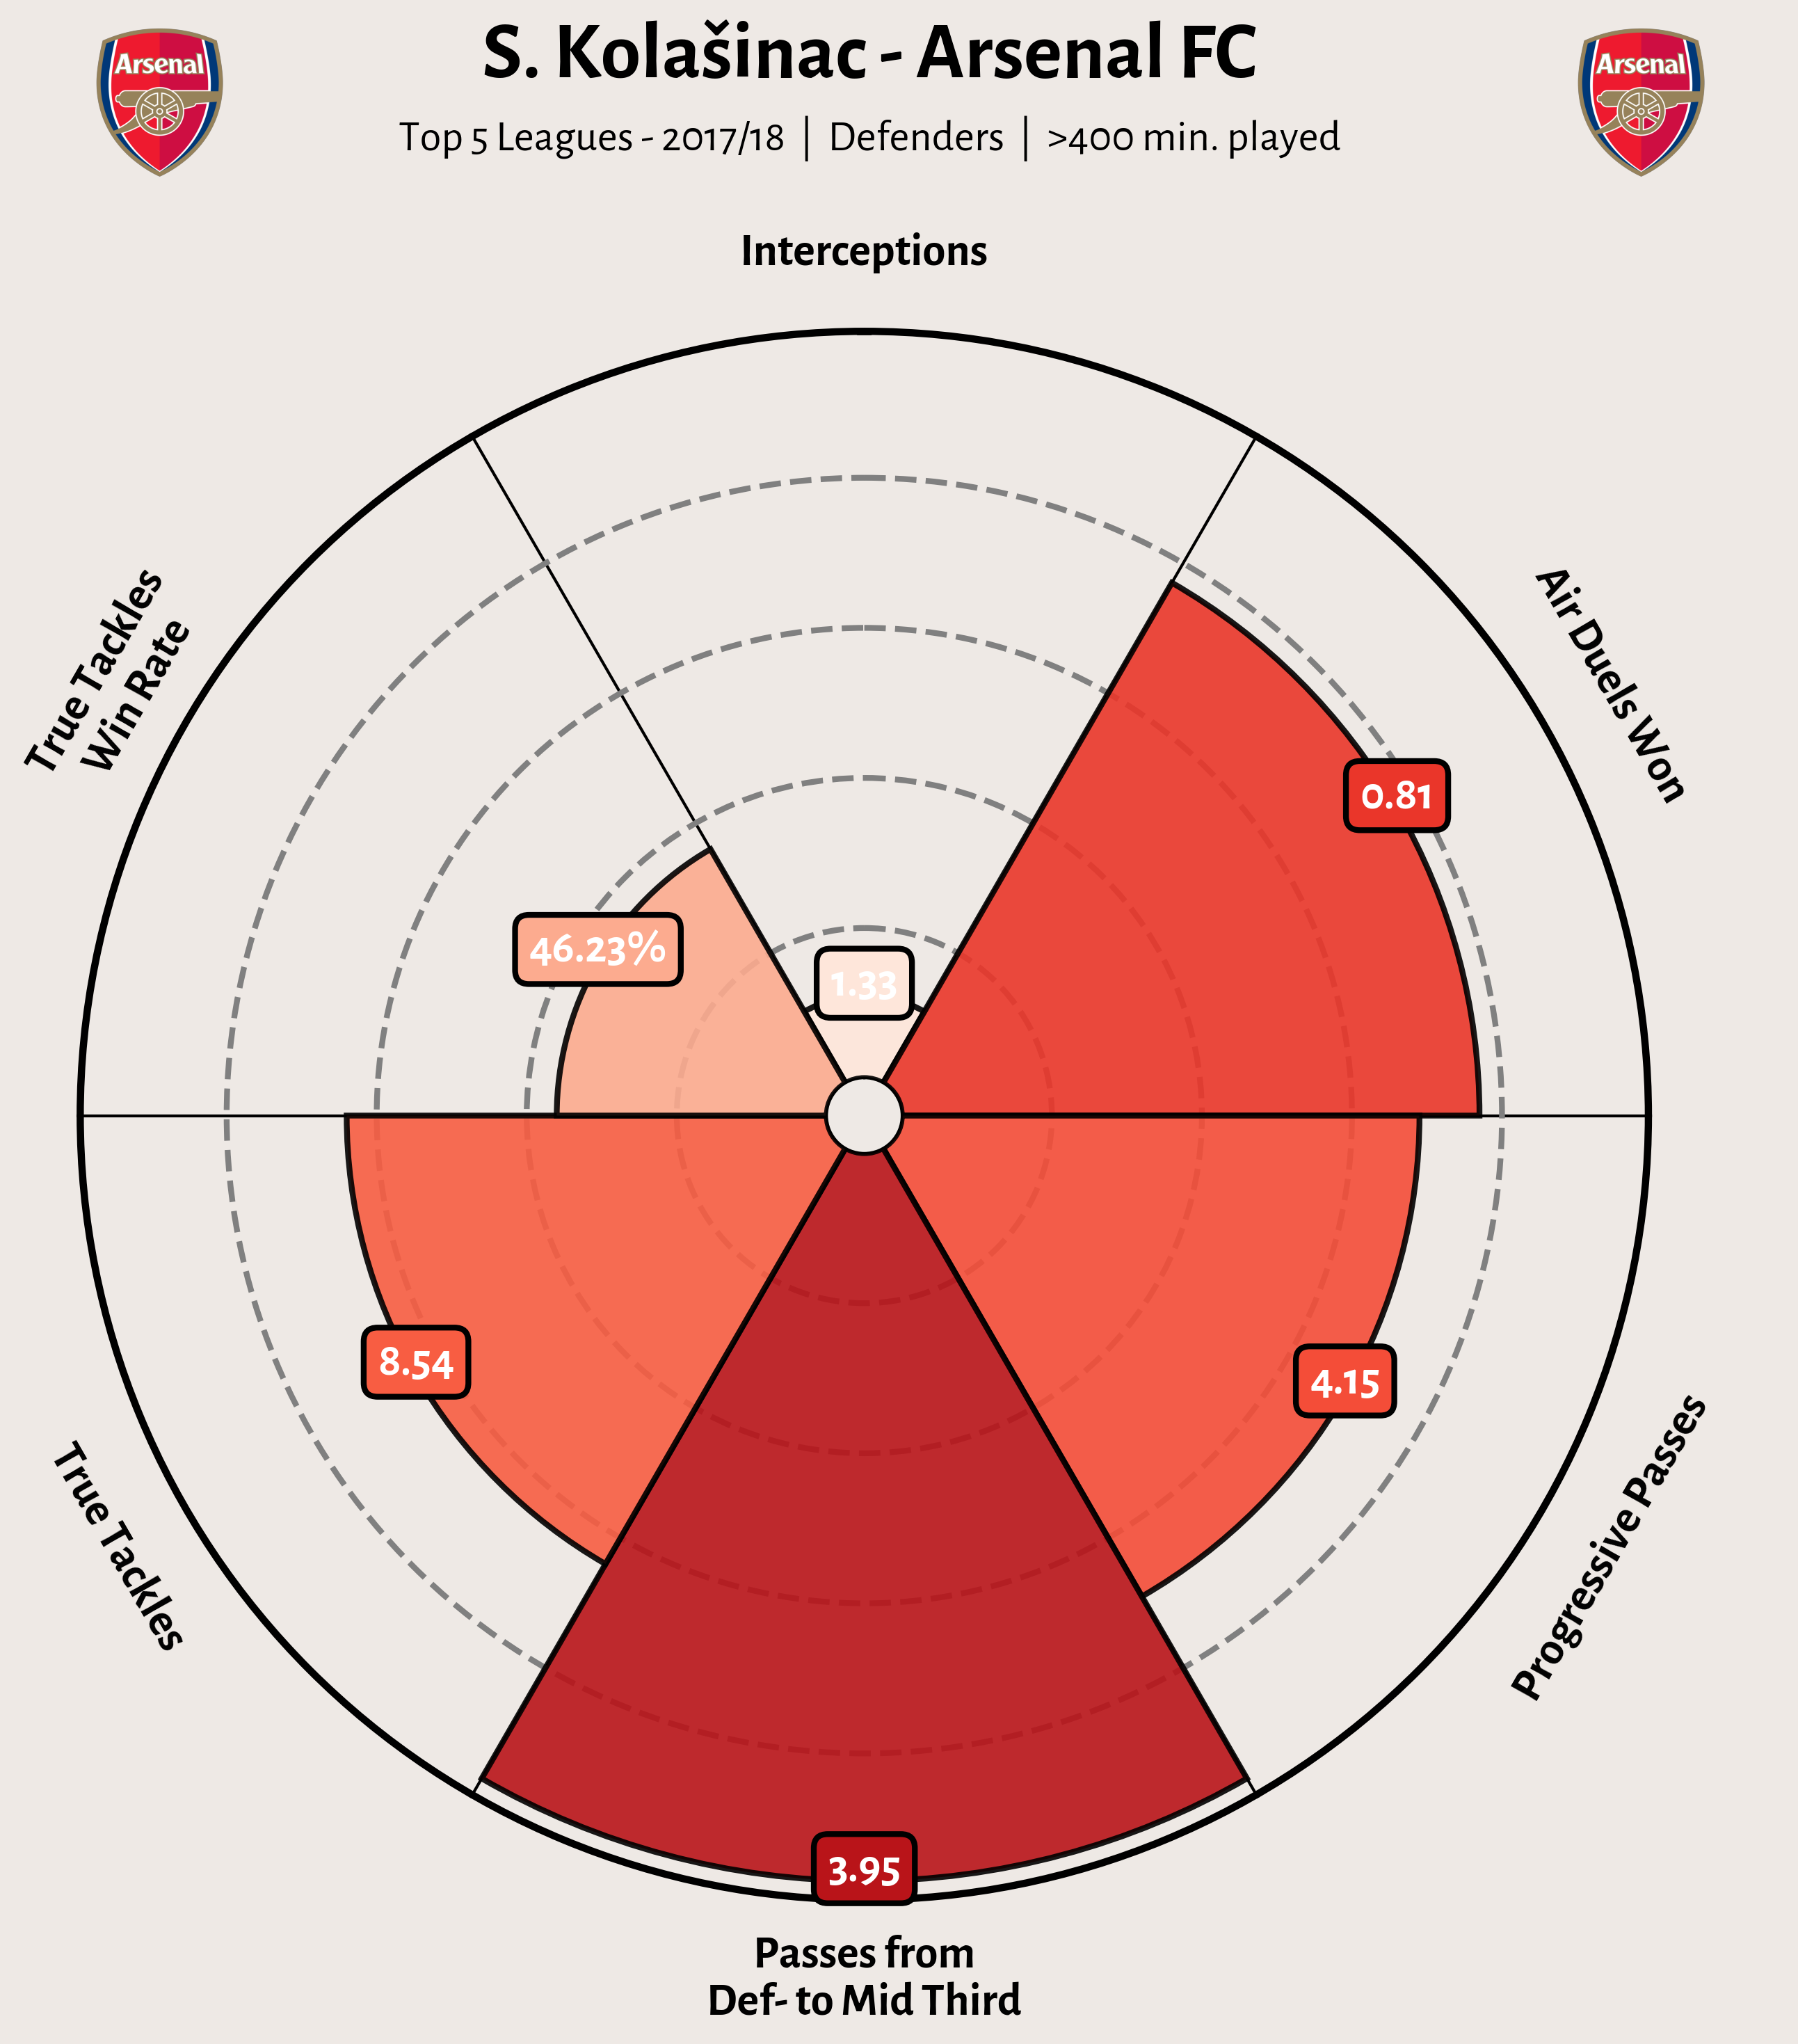 Arsenal
S. Kolašinac - Arsenal FC
Arsenal
Top 5 Leagues - 2017/18 | Defenders | >400 min. played
Interceptions
Air Duels Won
True Tackles
Win Rate
0.81
46.23%
1.33
8.54
4.15
True Tackles
Progressive Passes
3.95
Passes from
Def- to Mid Third